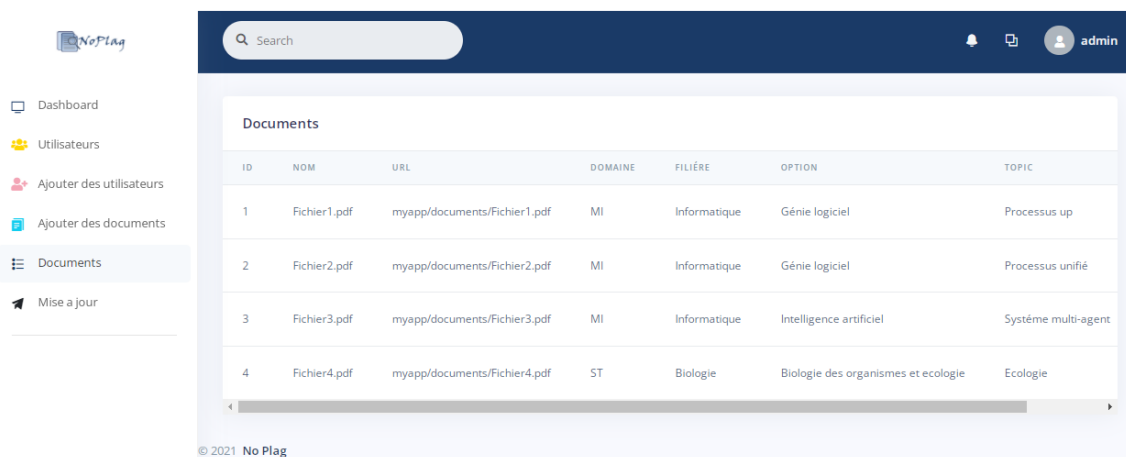 NoPlag
Search
admin
Dashboard
Utilisateurs
Ajouter des utilisateurs
Ajouter des documents
Documents
Mise a jour
Documents
ID NOM URL DOMAINE FILIÉRE OPTION TOPIC
1 Fichier1.pdf myapp/documents/Fichier1.pdf MI Informatique Génie logiciel Processus up
2 Fichier2.pdf myapp/documents/Fichier2.pdf MI Informatique Génie logiciel Processus unifié
3 Fichier3.pdf myapp/documents/Fichier3.pdf MI Informatique Intelligence artificiel Systéme multi-agent
4 Fichier4.pdf myapp/documents/Fichier4.pdf ST Biologie Biologie des organismes et ecologie Ecologie
© 2021 No Plag